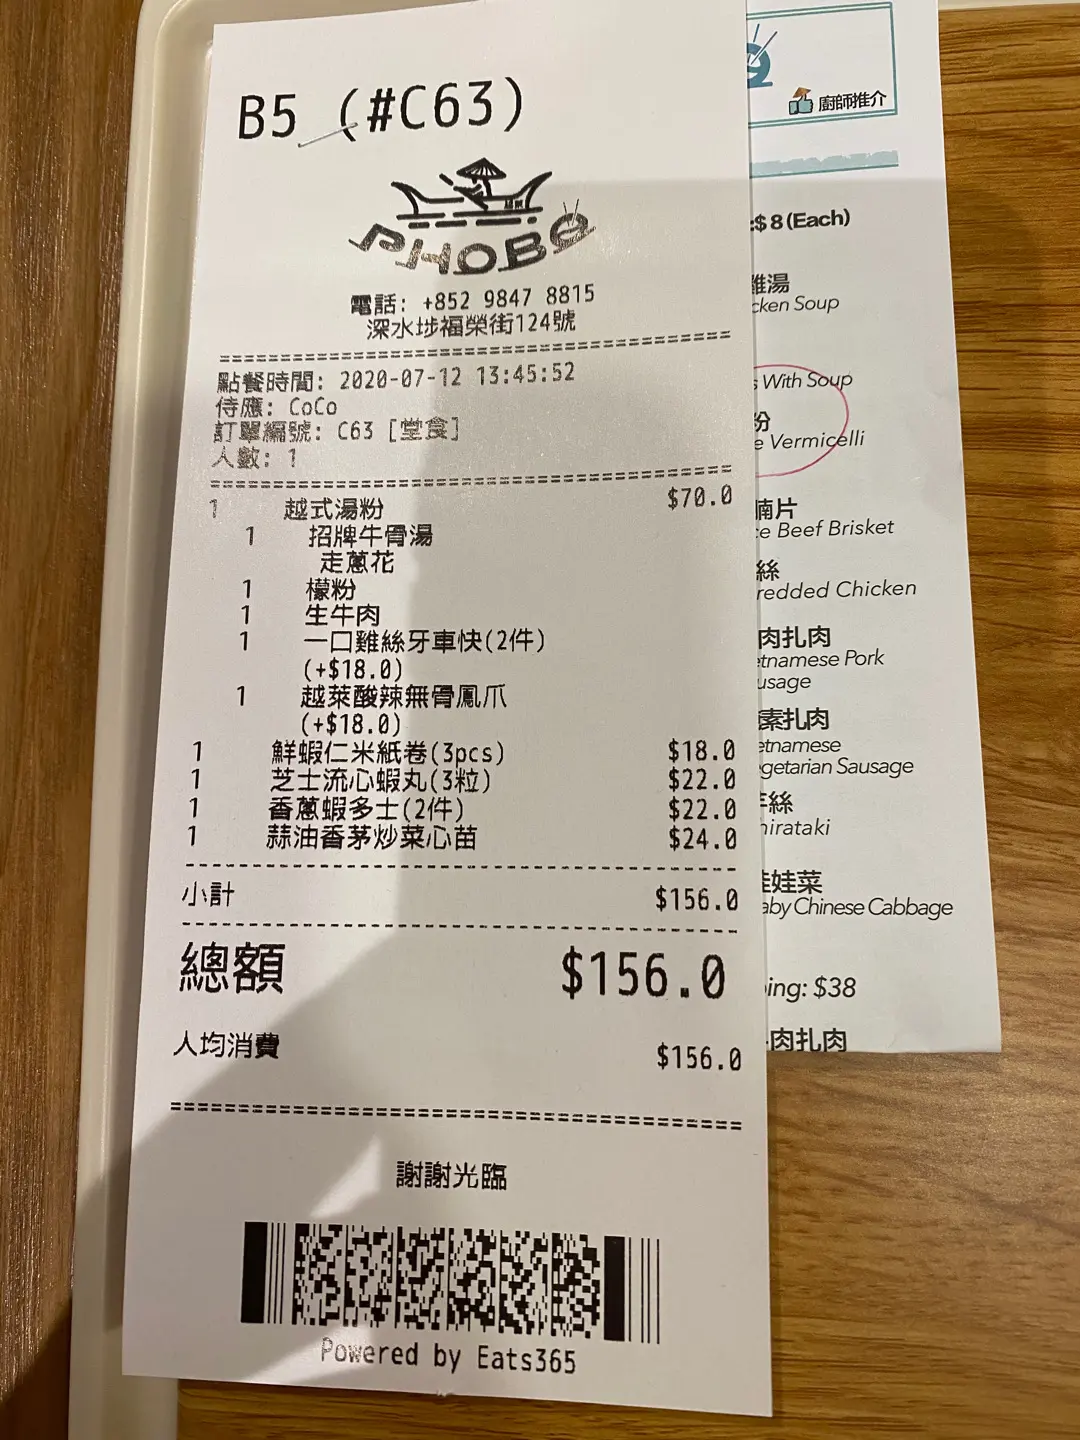 B5 (#C63)
PHOBO
電話: +852 9847 8815
深水埗福榮街124號
點餐時間: 2020-07-12 13:45:52
侍應: CoCo
訂單編號: C63 [堂食]
人數: 1
1 越式湯粉 $70.0
1 招牌牛骨湯
走蔥花
1 檬粉
1 生牛肉
1 一口雞絲牙車快(2件)
(+$18.0)
1 越萊酸辣無骨鳳爪
(+$18.0)
1 鮮蝦仁米紙卷(3pcs) $18.0
1 芝士流心蝦丸(3粒) $22.0
1 香蔥蝦多士(2件) $22.0
1 蒜油香茅炒菜心苗 $24.0
小計 $156.0
總額 $156.0
人均消費 $156.0
謝謝光臨
Powered by Eats365
廚師推介
:$8 (Each)
雞湯
cken Soup
s With Soup
粉
e Vermicelli
腩片
ce Beef Brisket
絲
redded Chicken
肉扎肉
etnamese Pork
usage
素扎肉
etnamese
egetarian Sausage
絲
hirataki
娃菜
aby Chinese Cabbage
ping: $38
肉扎肉